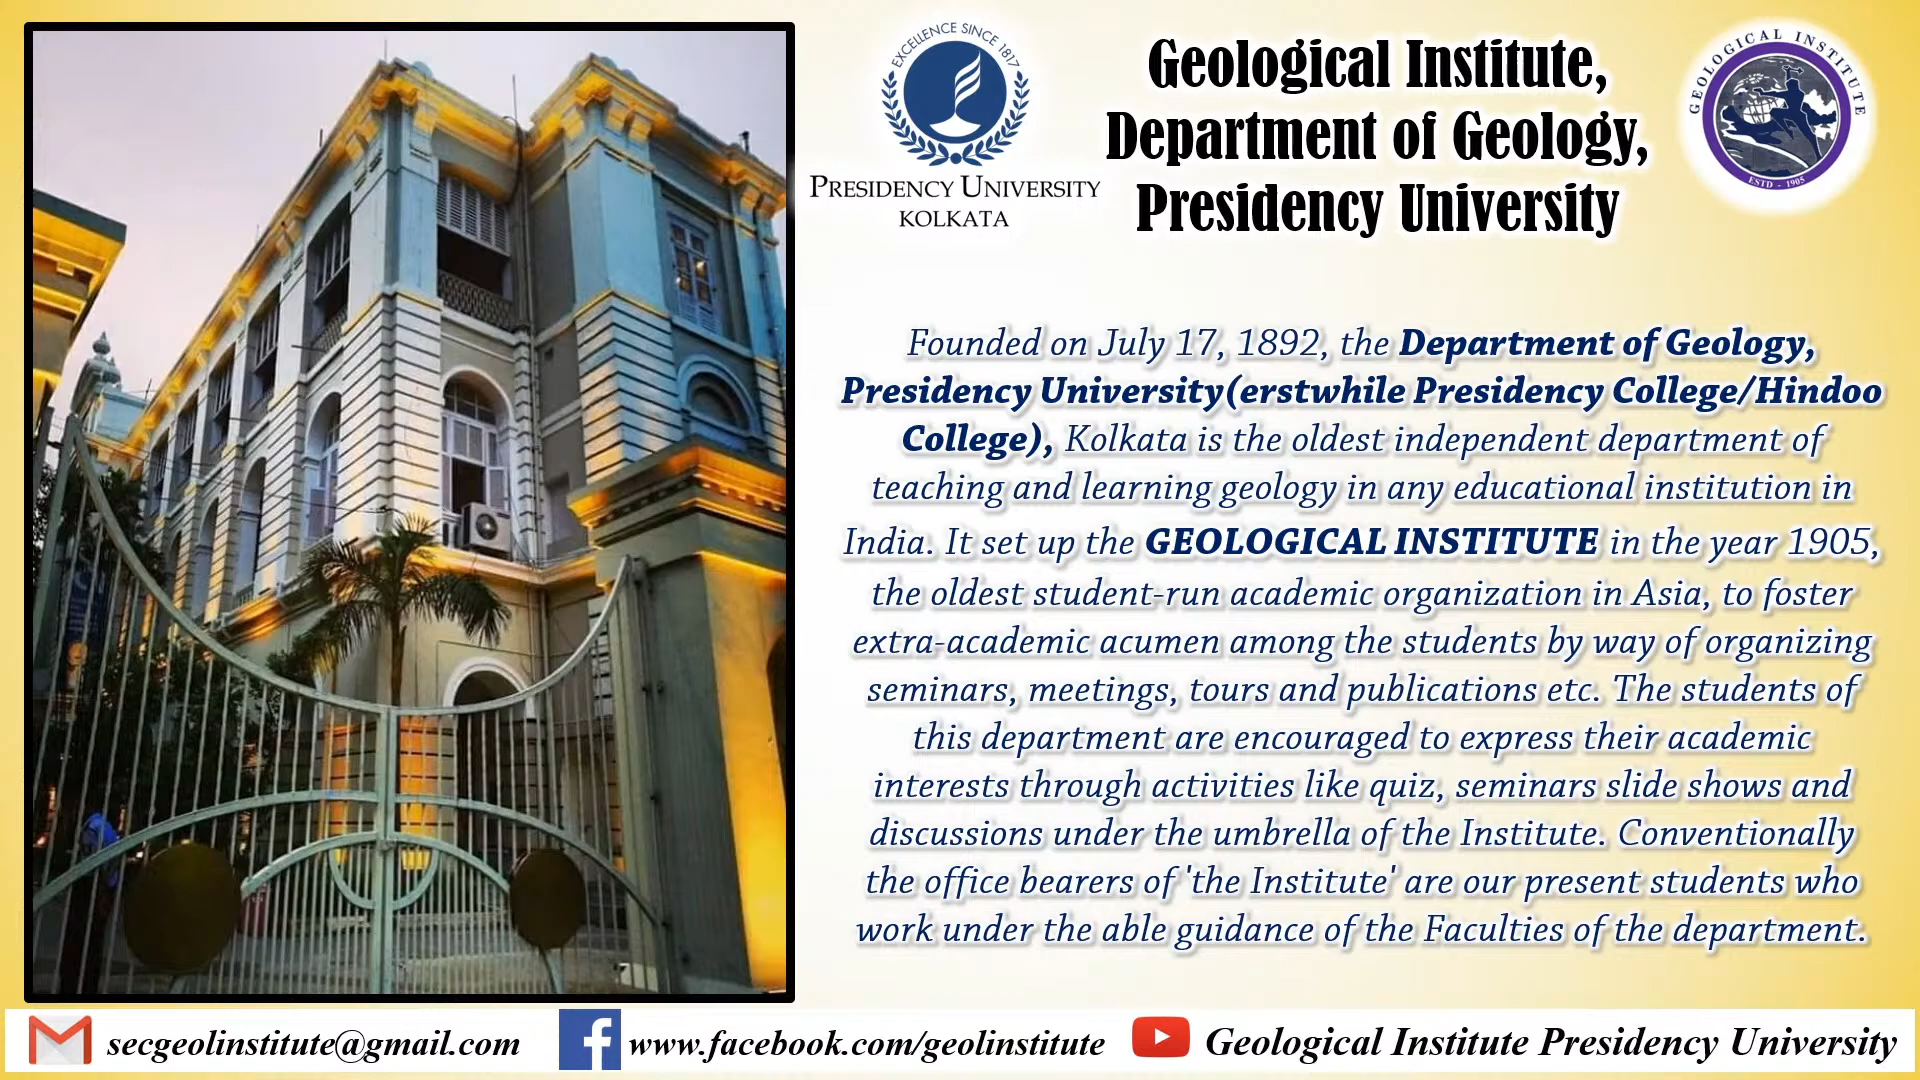 EXCELLENCE SINCE 1817
PRESIDENCY UNIVERSITY
KOLKATA
Geological Institute,
Department of Geology,
Presidency University
GEOLOGICAL INSTITUTE
ESTD - 1905
Founded on July 17, 1892, the Department of Geology,
Presidency University(erstwhile Presidency College/Hindoo
College), Kolkata is the oldest independent department of
teaching and learning geology in any educational institution in
India. It set up the GEOLOGICAL INSTITUTE in the year 1905,
the oldest student-run academic organization in Asia, to foster
extra-academic acumen among the students by way of organizing
seminars, meetings, tours and publications etc. The students of
this department are encouraged to express their academic
interests through activities like quiz, seminars slide shows and
discussions under the umbrella of the Institute. Conventionally
the office bearers of 'the Institute' are our present students who
work under the able guidance of the Faculties of the department.
secgeolinstitute@gmail.com
www.facebook.com/geolinstitute
Geological Institute Presidency University